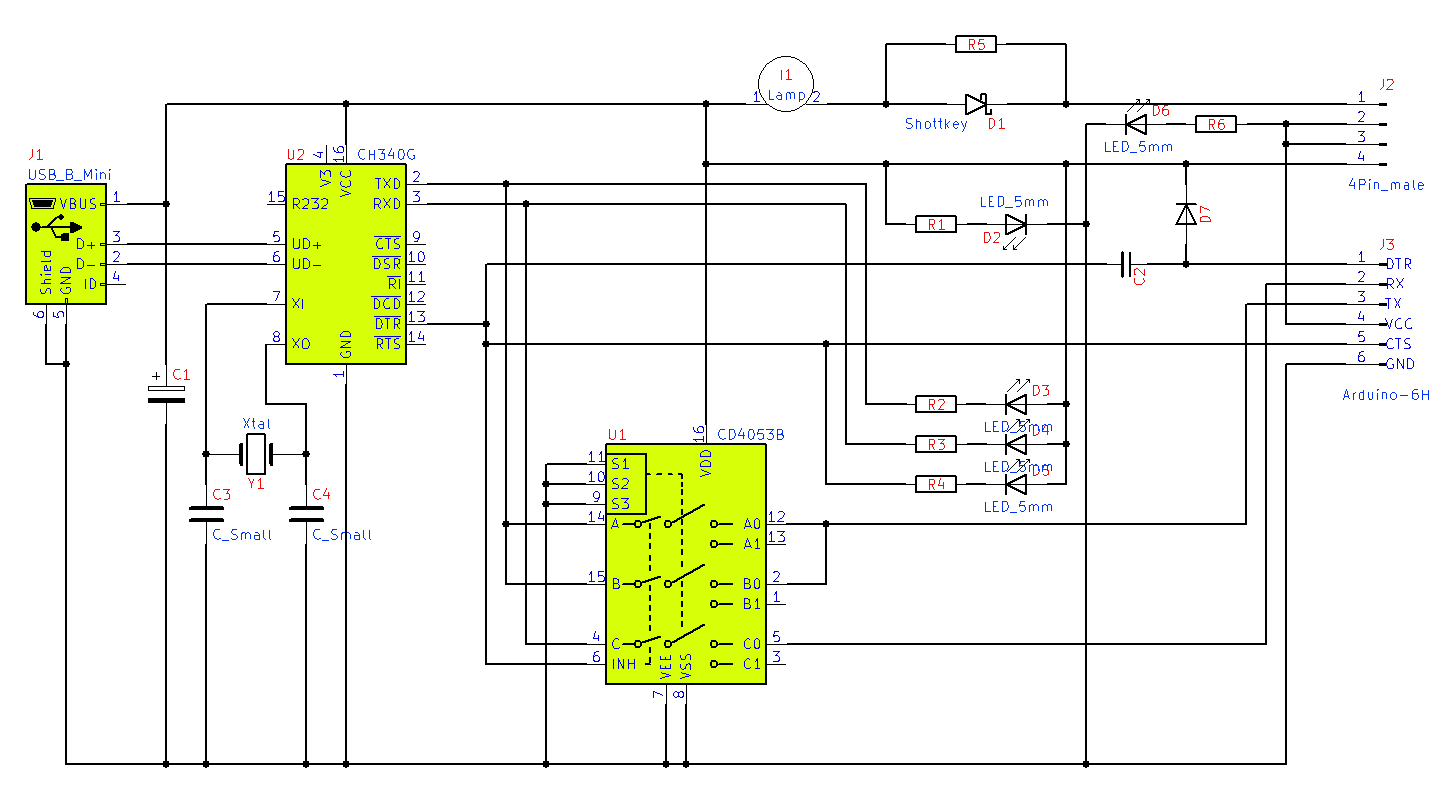 R5
I1
1 Lamp 2
Shottkey D1
J2
1
2
3
4
4Pin_male
D6
R6
LED_5mm
J1
USB_B_Mini
VBUS 1
D+ 3
D- 2
ID 4
Shield
GND
6
5
U2
CH340G
4
16
V3
VCC
TXD 2
RXD 3
15 R232
5 UD+
6 UD-
7 XI
8 XO
CTS 9
DSR 10
RI 11
DCD 12
DTR 13
RTS 14
GND
1
LED_5mm
R1
D2
D7
C2
J3
1 DTR
2 RX
3 TX
4 VCC
5 CTS
6 GND
Arduino-6H
+ C1
Xtal
Y1
C3
C_Small
C4
C_Small
R2
D3
LED_5mm
R3
D4
LED_5mm
R4
D5
LED_5mm
U1
CD4053B
16
VDD
11 S1
10 S2
9 S3
14 A
15 B
4 C
6 INH
A0 12
A1 13
B0 2
B1 1
C0 5
C1 3
VEE
VSS
7
8